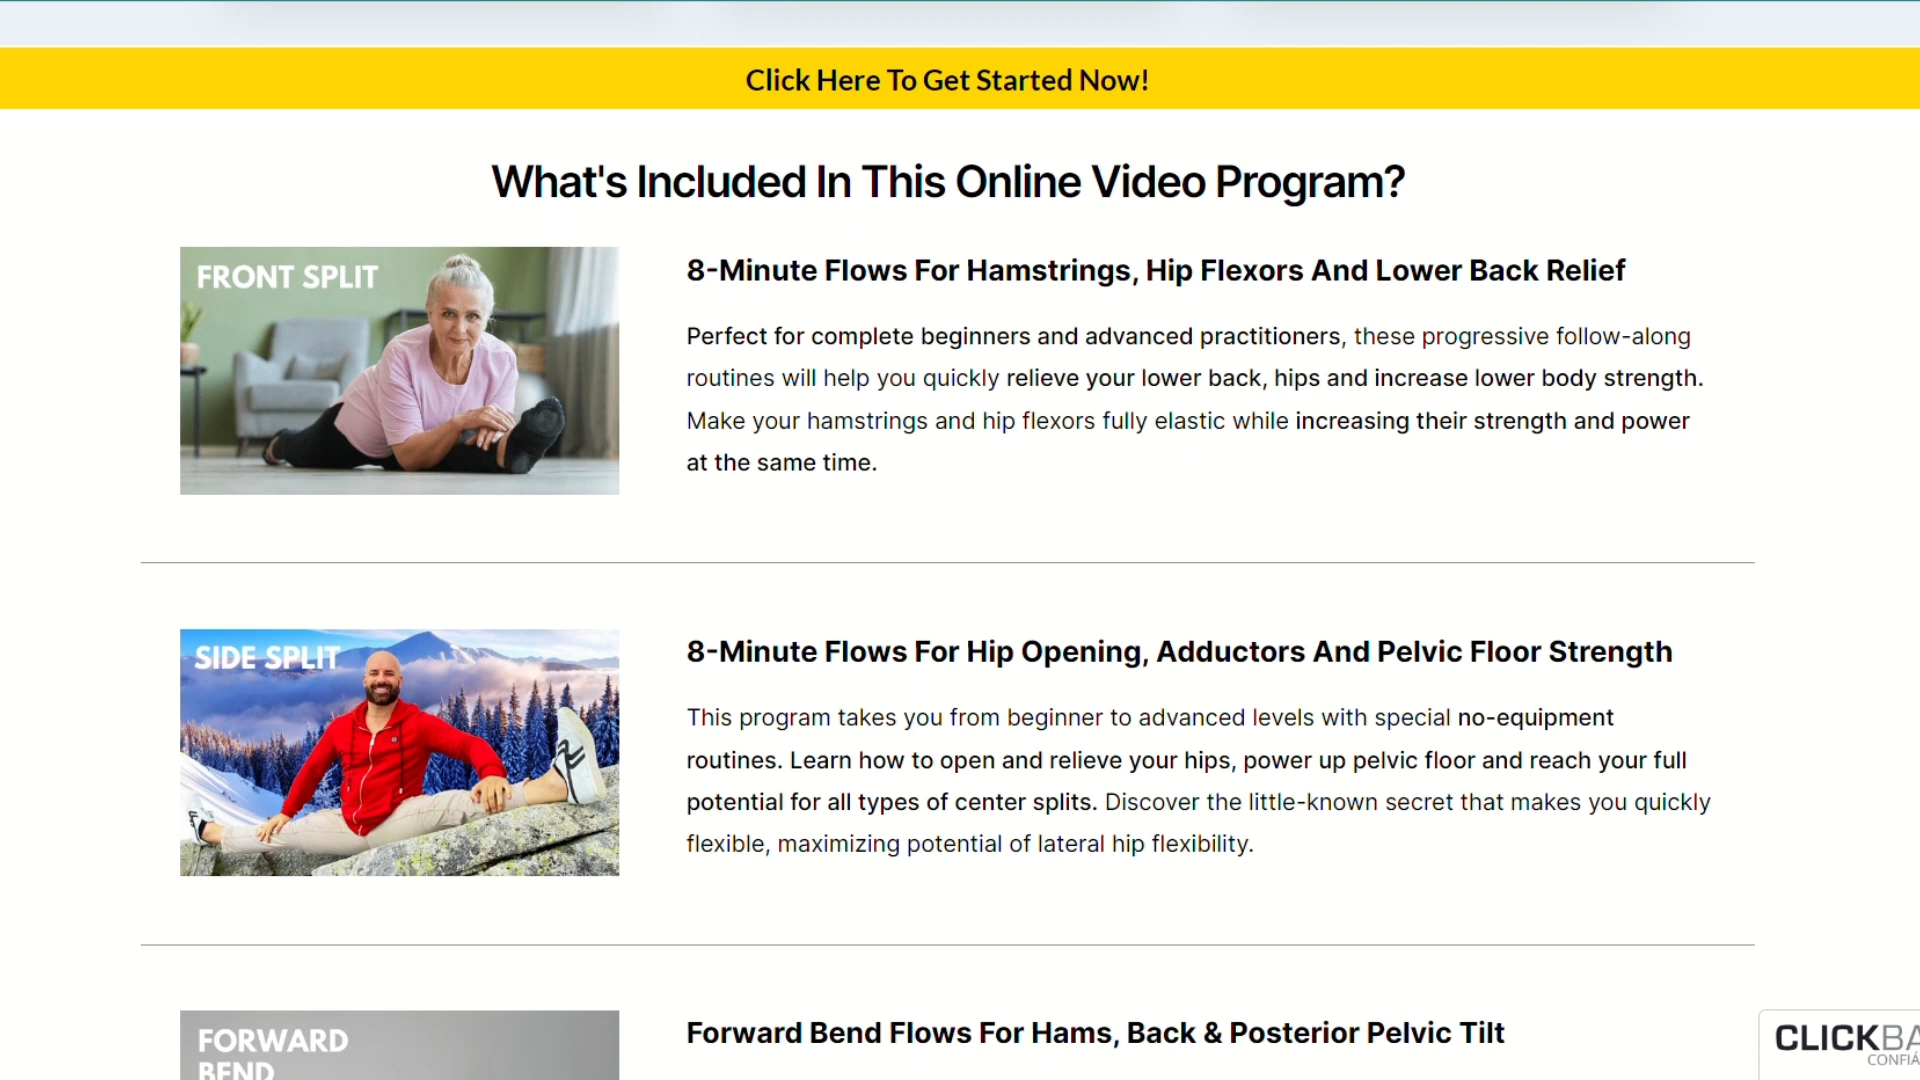 Click Here To Get Started Now!
What's Included In This Online Video Program?
FRONT SPLIT
8-Minute Flows For Hamstrings, Hip Flexors And Lower Back Relief
Perfect for complete beginners and advanced practitioners, these progressive follow-along
routines will help you quickly relieve your lower back, hips and increase lower body strength.
Make your hamstrings and hip flexors fully elastic while increasing their strength and power
at the same time.
SIDE SPLIT
8-Minute Flows For Hip Opening, Adductors And Pelvic Floor Strength
This program takes you from beginner to advanced levels with special no-equipment
routines. Learn how to open and relieve your hips, power up pelvic floor and reach your full
potential for all types of center splits. Discover the little-known secret that makes you quickly
flexible, maximizing potential of lateral hip flexibility.
FORWARD
BEND
Forward Bend Flows For Hams, Back & Posterior Pelvic Tilt
CLICKBA
CONFIÁ